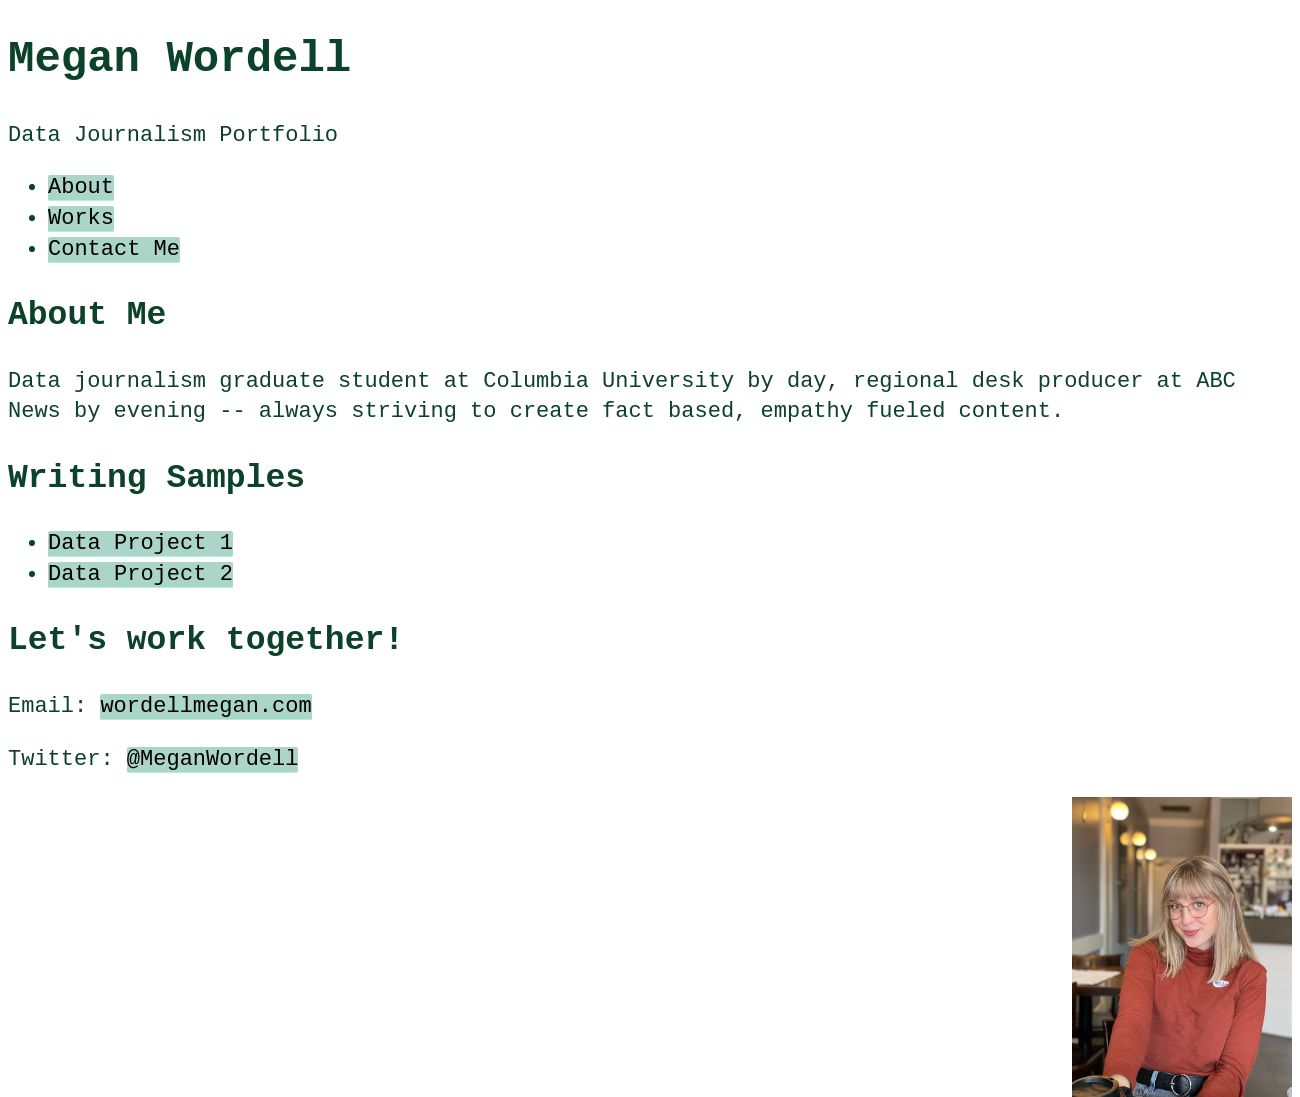 Megan Wordell
Data Journalism Portfolio
About
Works
Contact Me
About Me
Data journalism graduate student at Columbia University by day, regional desk producer at ABC
News by evening -- always striving to create fact based, empathy fueled content.
Writing Samples
Data Project 1
Data Project 2
Let's work together!
Email: wordellmegan.com
Twitter: @MeganWordell